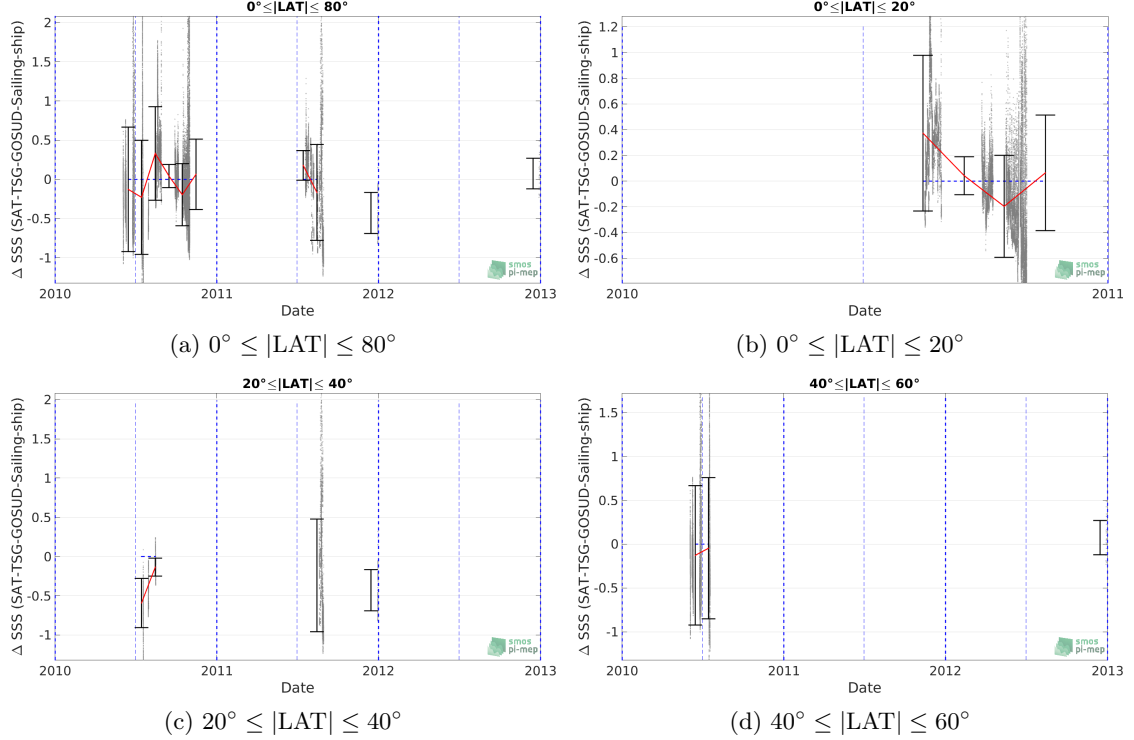 0°≤|LAT|≤ 80°
Δ SSS (SAT-TSG-GOSUD-Sailing-ship)
2
1.5
1
0.5
0
-0.5
-1
2010
2011
2012
2013
Date
smos
pi-mep
(a) 0° ≤ |LAT| ≤ 80°
0°≤|LAT|≤ 20°
Δ SSS (SAT-TSG-GOSUD-Sailing-ship)
1.2
1
0.8
0.6
0.4
0.2
0
-0.2
-0.4
-0.6
2010
2011
Date
smos
pi-mep
(b) 0° ≤ |LAT| ≤ 20°
20°≤|LAT|≤ 40°
Δ SSS (SAT-TSG-GOSUD-Sailing-ship)
2
1.5
1
0.5
0
-0.5
-1
2010
2011
2012
2013
Date
smos
pi-mep
(c) 20° ≤ |LAT| ≤ 40°
40°≤|LAT|≤ 60°
Δ SSS (SAT-TSG-GOSUD-Sailing-ship)
1.5
1
0.5
0
-0.5
-1
2010
2011
2012
2013
Date
smos
pi-mep
(d) 40° ≤ |LAT| ≤ 60°